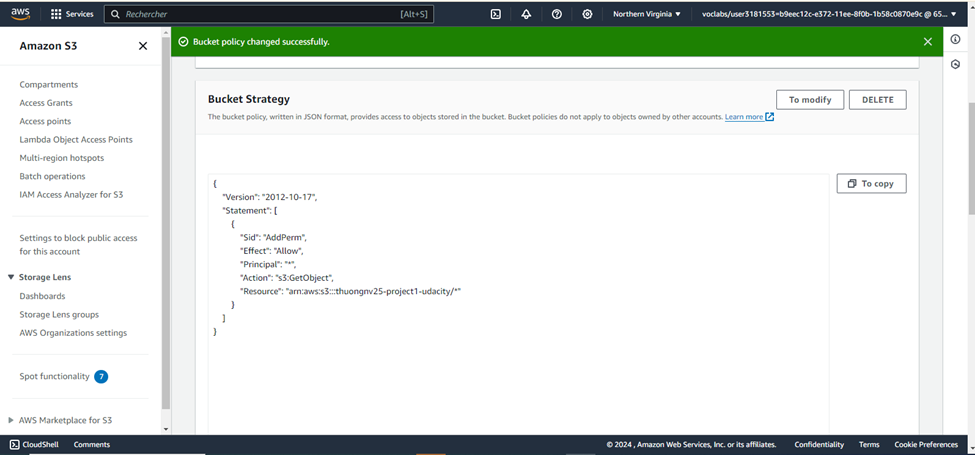 aws
Services
Rechercher
[Alt+S]
Northern Virginia
voclabs/user3181553=b9eec12c-e372-11ee-8f0b-1b58c0870e9c @ 65...
Amazon S3
Bucket policy changed successfully.
Compartments
Access Grants
Access points
Lambda Object Access Points
Multi-region hotspots
Batch operations
IAM Access Analyzer for S3
Settings to block public access
for this account
Storage Lens
Dashboards
Storage Lens groups
AWS Organizations settings
Spot functionality 7
AWS Marketplace for S3
Bucket Strategy
To modify
DELETE
The bucket policy, written in JSON format, provides access to objects stored in the bucket. Bucket policies do not apply to objects owned by other accounts. Learn more
To copy
{
"Version": "2012-10-17",
"Statement": [
{
"Sid": "AddPerm",
"Effect": "Allow",
"Principal": "*",
"Action": "s3:GetObject",
"Resource": "arn:aws:s3:::thuongnv25-project1-udacity/*"
}
]
}
CloudShell
Comments
© 2024 , Amazon Web Services, Inc. or its affiliates.
Confidentiality
Terms
Cookie Preferences